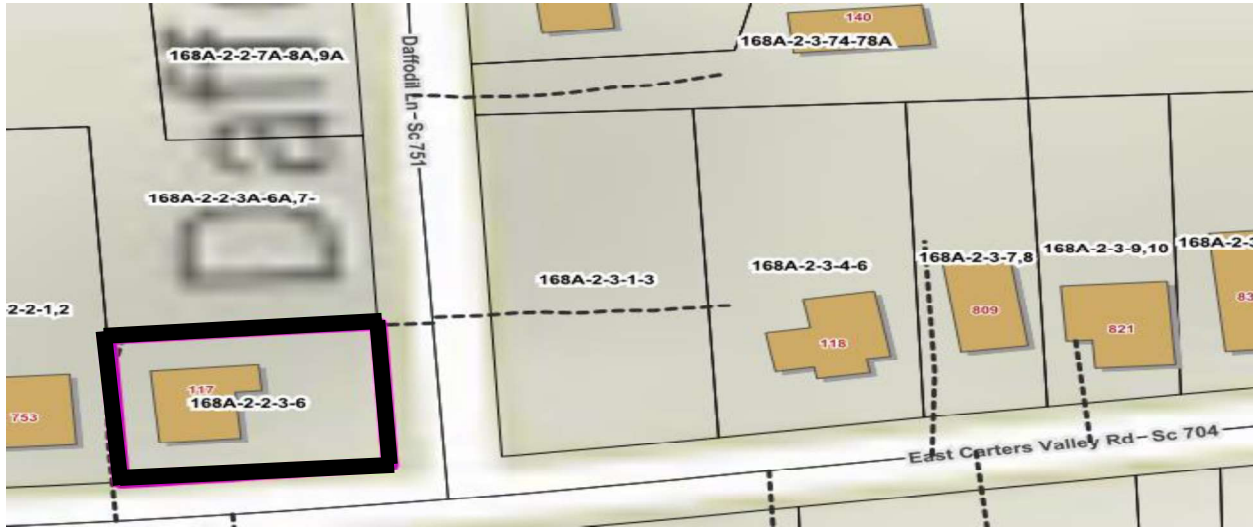 140
168A-2-3-74-78A
168A-2-2-7A-8A,9A
Daffodil Ln - Sc 751
Daff
168A-2-2-3A-6A,7-
168A-2-3-1-3
168A-2-3-4-6
168A-2-3-7,8
168A-2-3-9,10
168A-2-3
-2-2-1,2
809
821
83
118
117
168A-2-2-3-6
753
East Carters Valley Rd - Sc 704